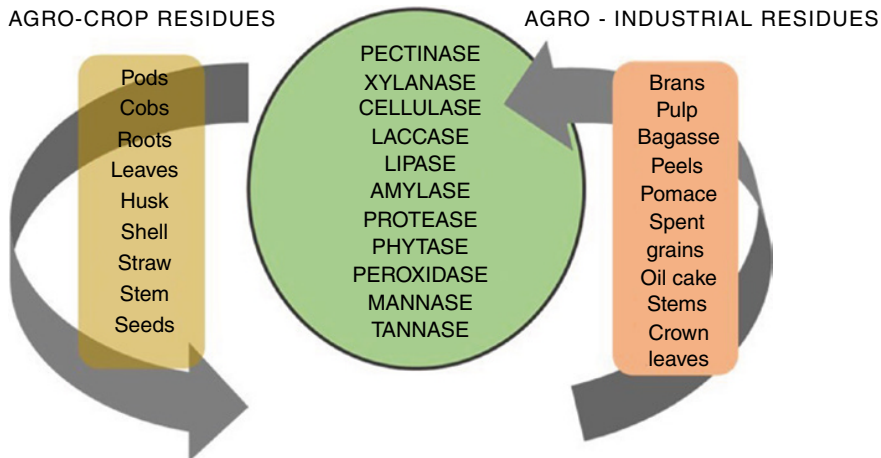 AGRO-CROP RESIDUES
Pods
Cobs
Roots
Leaves
Husk
Shell
Straw
Stem
Seeds
PECTINASE
XYLANASE
CELLULASE
LACCASE
LIPASE
AMYLASE
PROTEASE
PHYTASE
PEROXIDASE
MANNASE
TANNASE
AGRO - INDUSTRIAL RESIDUES
Brans
Pulp
Bagasse
Peels
Pomace
Spent
grains
Oil cake
Stems
Crown
leaves